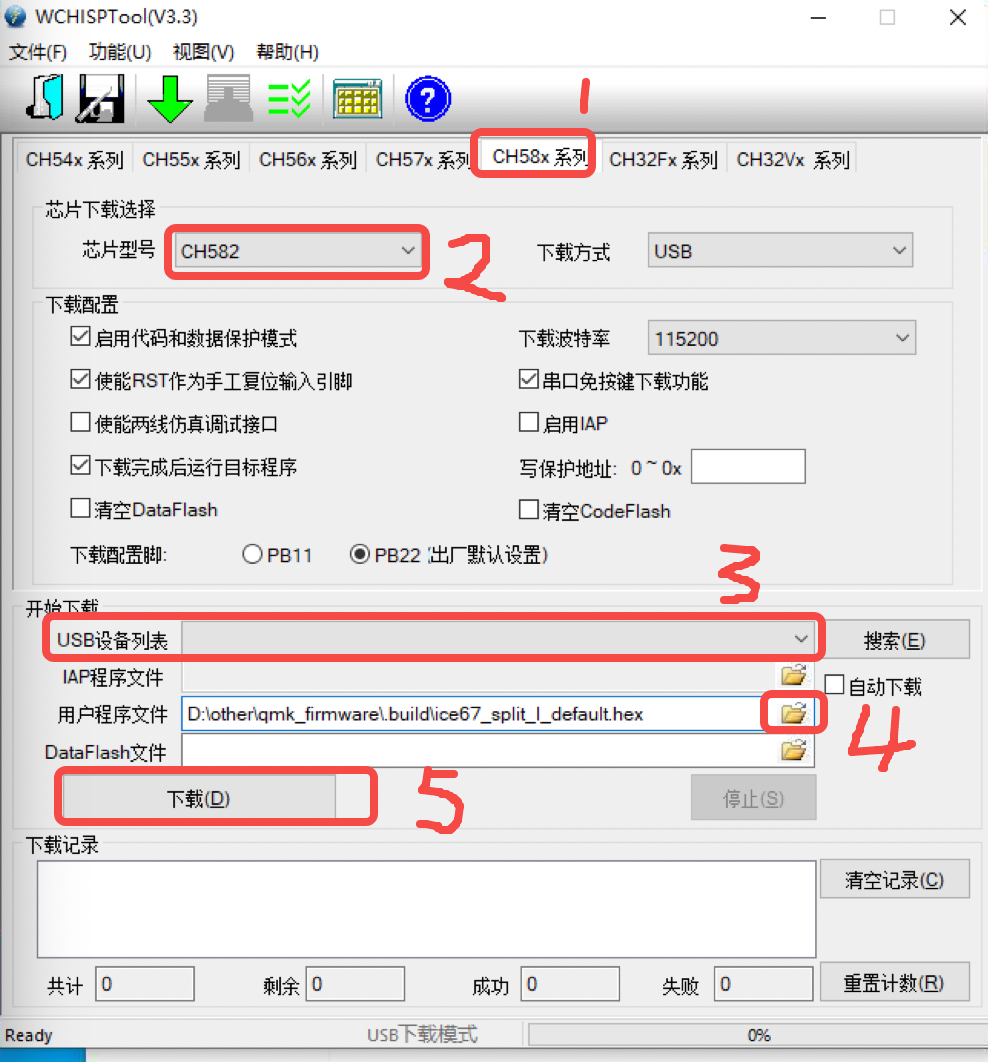 WCHISPTool(V3.3)
文件(F) 功能(U) 视图(V) 帮助(H)
1
CH54x 系列 CH55x 系列 CH56x 系列 CH57x 系列 CH58x 系列 CH32Fx 系列 CH32Vx 系列
芯片下载选择
芯片型号 CH582 2 下载方式 USB
下载配置
启用代码和数据保护模式 下载波特率 115200
使能RST作为手工复位输入引脚 串口免按键下载功能
使能两线仿真调试接口 启用IAP
下载完成后运行目标程序 写保护地址: 0 ~ 0x
清空DataFlash 清空CodeFlash
下载配置脚: PB11 PB22 (出厂默认设置)
3
开始下载
USB设备列表 搜索(E)
IAP程序文件 自动下载
用户程序文件 D:\other\qmk_firmware\.build\ice67_split_l_default.hex 4
DataFlash文件
下载(D) 5 停止(S)
下载记录
清空记录(C)
共计 0 剩余 0 成功 0 失败 0 重置计数(R)
Ready USB下载模式 0%